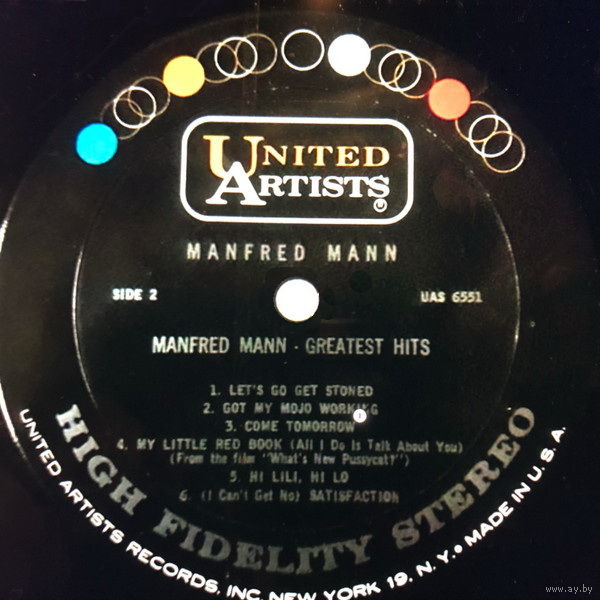 UNITED
ARTISTS
MANFRED MANN
SIDE 2
UAS 6551
MANFRED MANN · GREATEST HITS
1. LET'S GO GET STONED
2. GOT MY MOJO WORKING
3. COME TOMORROW
4. MY LITTLE RED BOOK (All I Do Is Talk About You)
(From the film "What's New Pussycat?")
5. HI LILI, HI LO
6. (I Can't Get No) SATISFACTION
HIGH FIDELITY STEREO
UNITED ARTISTS RECORDS, INC. NEW YORK 19, N.Y. • MADE IN U.S.A.
www.ay.by